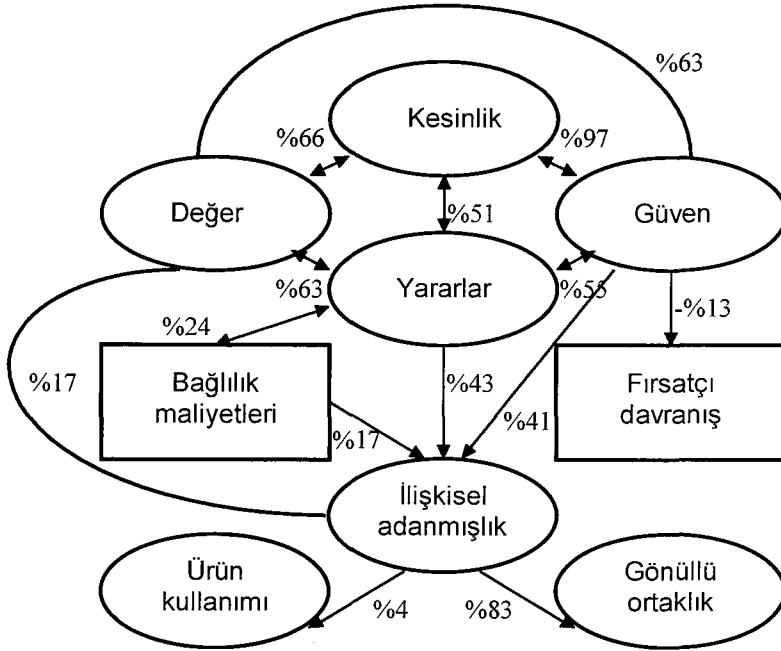 %63
Kesinlik
%66
%97
Değer
%51
Güven
Yararlar
%63
%55
-%13
%24
Bağlılık
maliyetleri
%17
%43
%41
Fırsatçı
davranış
%17
İlişkisel
adanmışlık
Ürün
kullanımı
%4
%83
Gönüllü
ortaklık